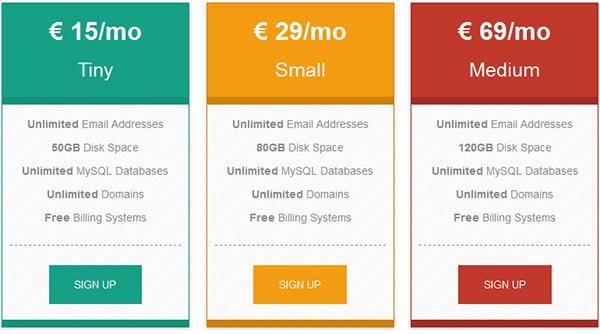 € 15/mo
Tiny
Unlimited Email Addresses
50GB Disk Space
Unlimited MySQL Databases
Unlimited Domains
Free Billing Systems
SIGN UP
€ 29/mo
Small
Unlimited Email Addresses
80GB Disk Space
Unlimited MySQL Databases
Unlimited Domains
Free Billing Systems
SIGN UP
€ 69/mo
Medium
Unlimited Email Addresses
120GB Disk Space
Unlimited MySQL Databases
Unlimited Domains
Free Billing Systems
SIGN UP